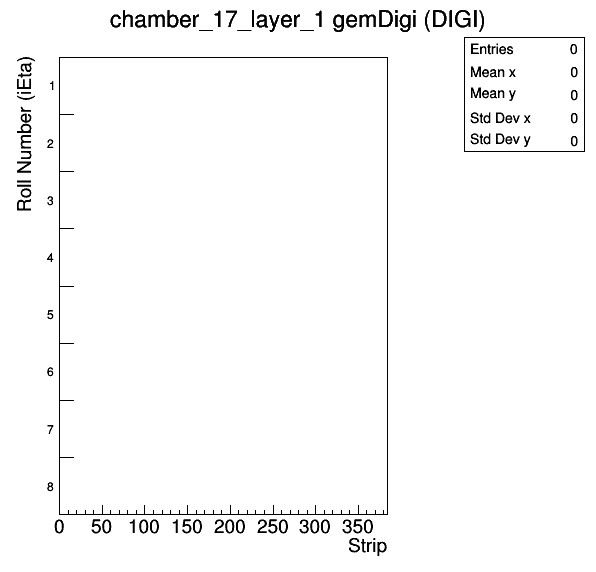 chamber_17_layer_1 gemDigi (DIGI)
Entries 0
Mean x 0
Mean y 0
Std Dev x 0
Std Dev y 0
Roll Number (iEta)
1
2
3
4
5
6
7
8
0 50 100 150 200 250 300 350
Strip